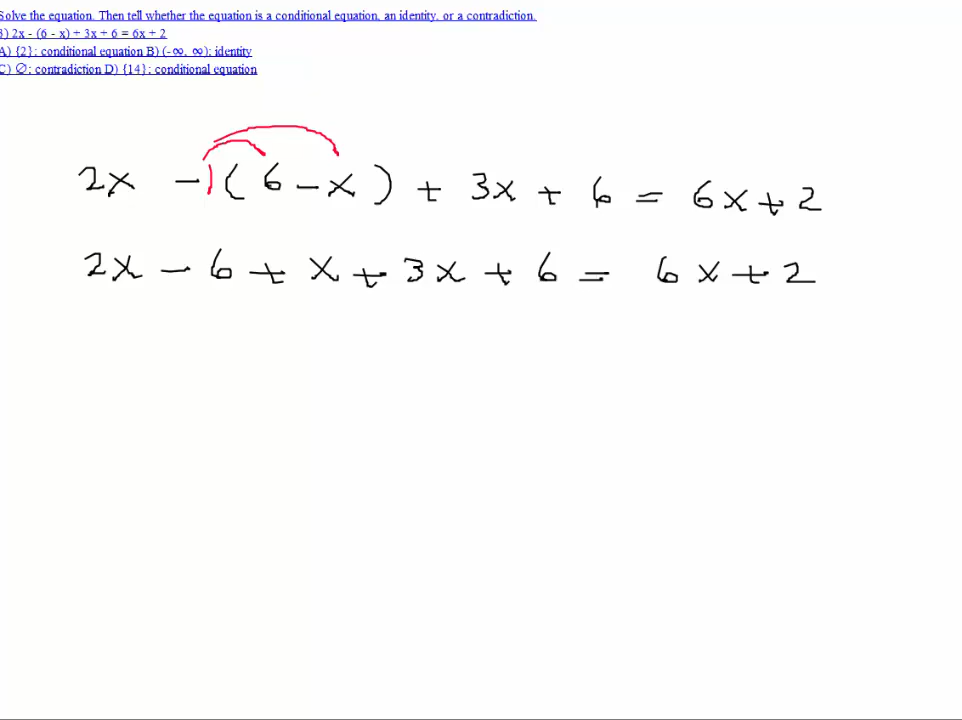 Solve the equation. Then tell whether the equation is a conditional equation, an identity, or a contradiction.
3) 2x - (6 - x) + 3x + 6 = 6x + 2
A) {2}; conditional equation B) (-∞, ∞); identity
C) ∅; contradiction D) {14}; conditional equation
2x -1(6-x) + 3x + 6 = 6x+2
2x - 6 + x + 3x + 6 = 6x+2